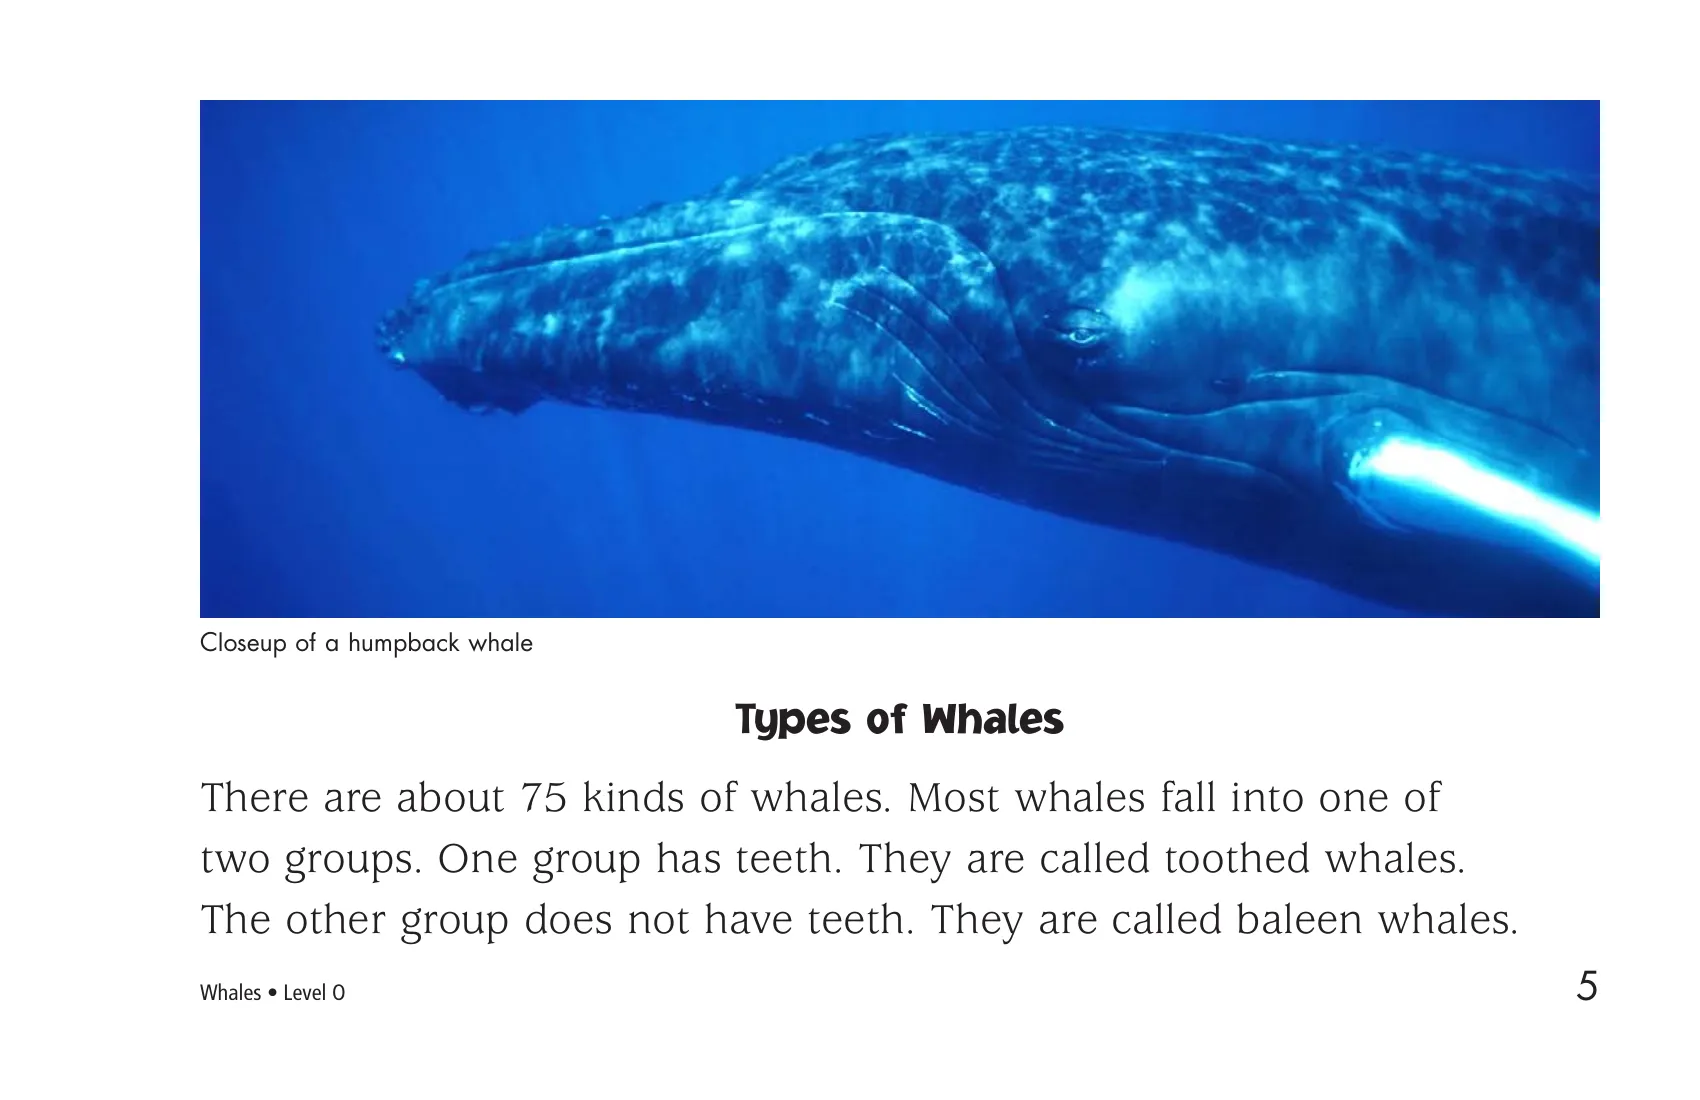 Closeup of a humpback whale
Types of Whales
There are about 75 kinds of whales. Most whales fall into one of
two groups. One group has teeth. They are called toothed whales.
The other group does not have teeth. They are called baleen whales.
Whales • Level O
5